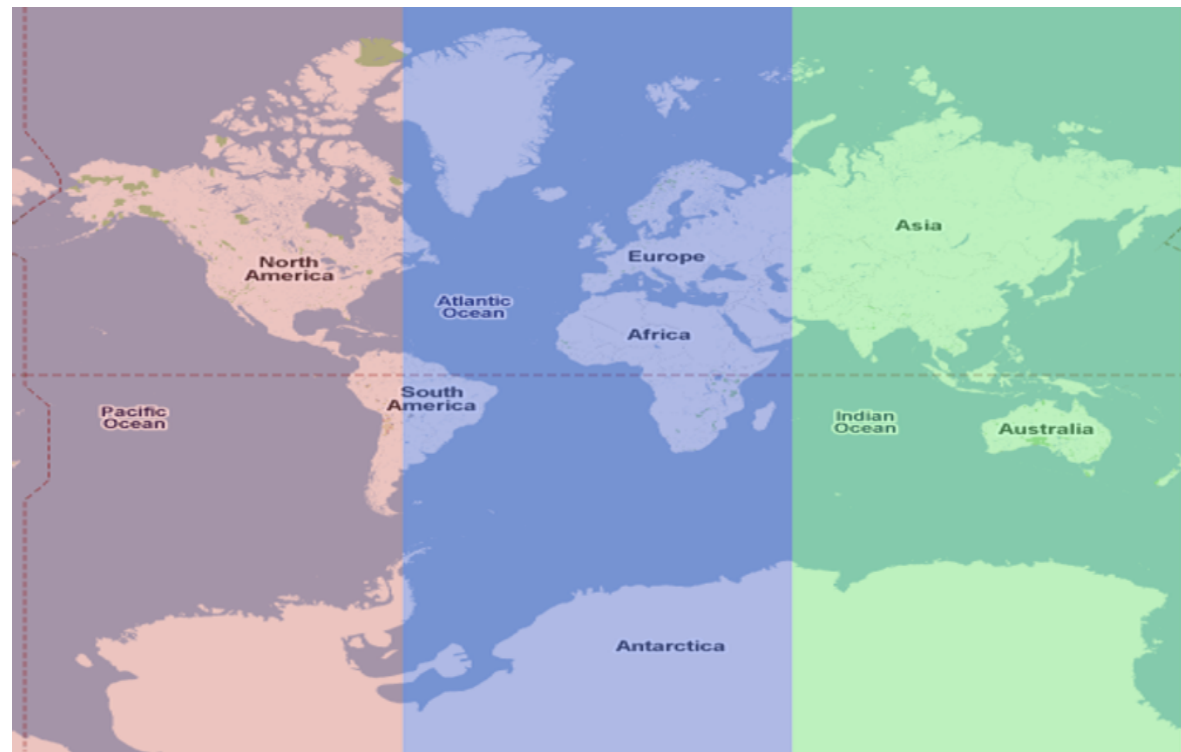 Asia
Europe
North
America
Atlantic
Ocean
Africa
South
America
Pacific
Ocean
Indian
Ocean
Australia
Antarctica